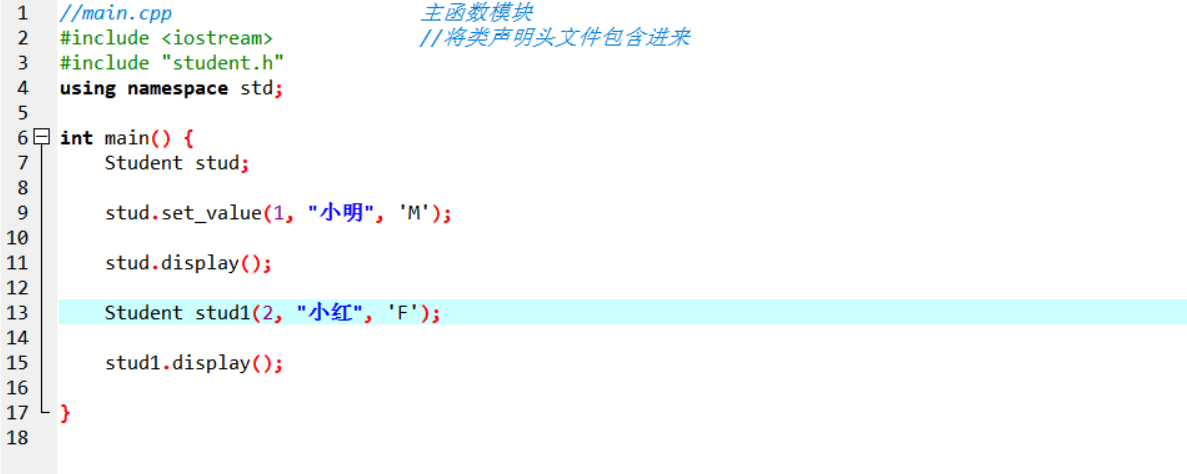 1 //main.cpp 主函数模块
2 #include <iostream> //将类声明头文件包含进来
3 #include "student.h"
4 using namespace std;
5
6 int main() {
7 Student stud;
8
9 stud.set_value(1, "小明", 'M');
10
11 stud.display();
12
13 Student stud1(2, "小红", 'F');
14
15 stud1.display();
16
17 }
18